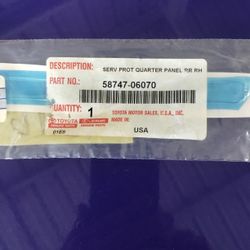 DESCRIPTION:
SERV PROT QUARTER PANEL RR RH
PART NO.:
58747-06070
QUANTITY: 1
TOYOTA MOTOR SALES, U.S.A., INC.
TOYOTA
MADE IN:
USA